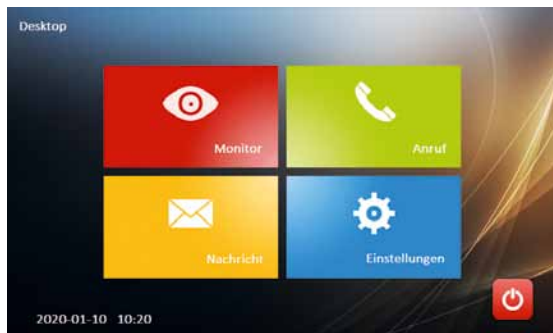 Desktop
Monitor
Anruf
Nachricht
Einstellungen
2020-01-10 10:20